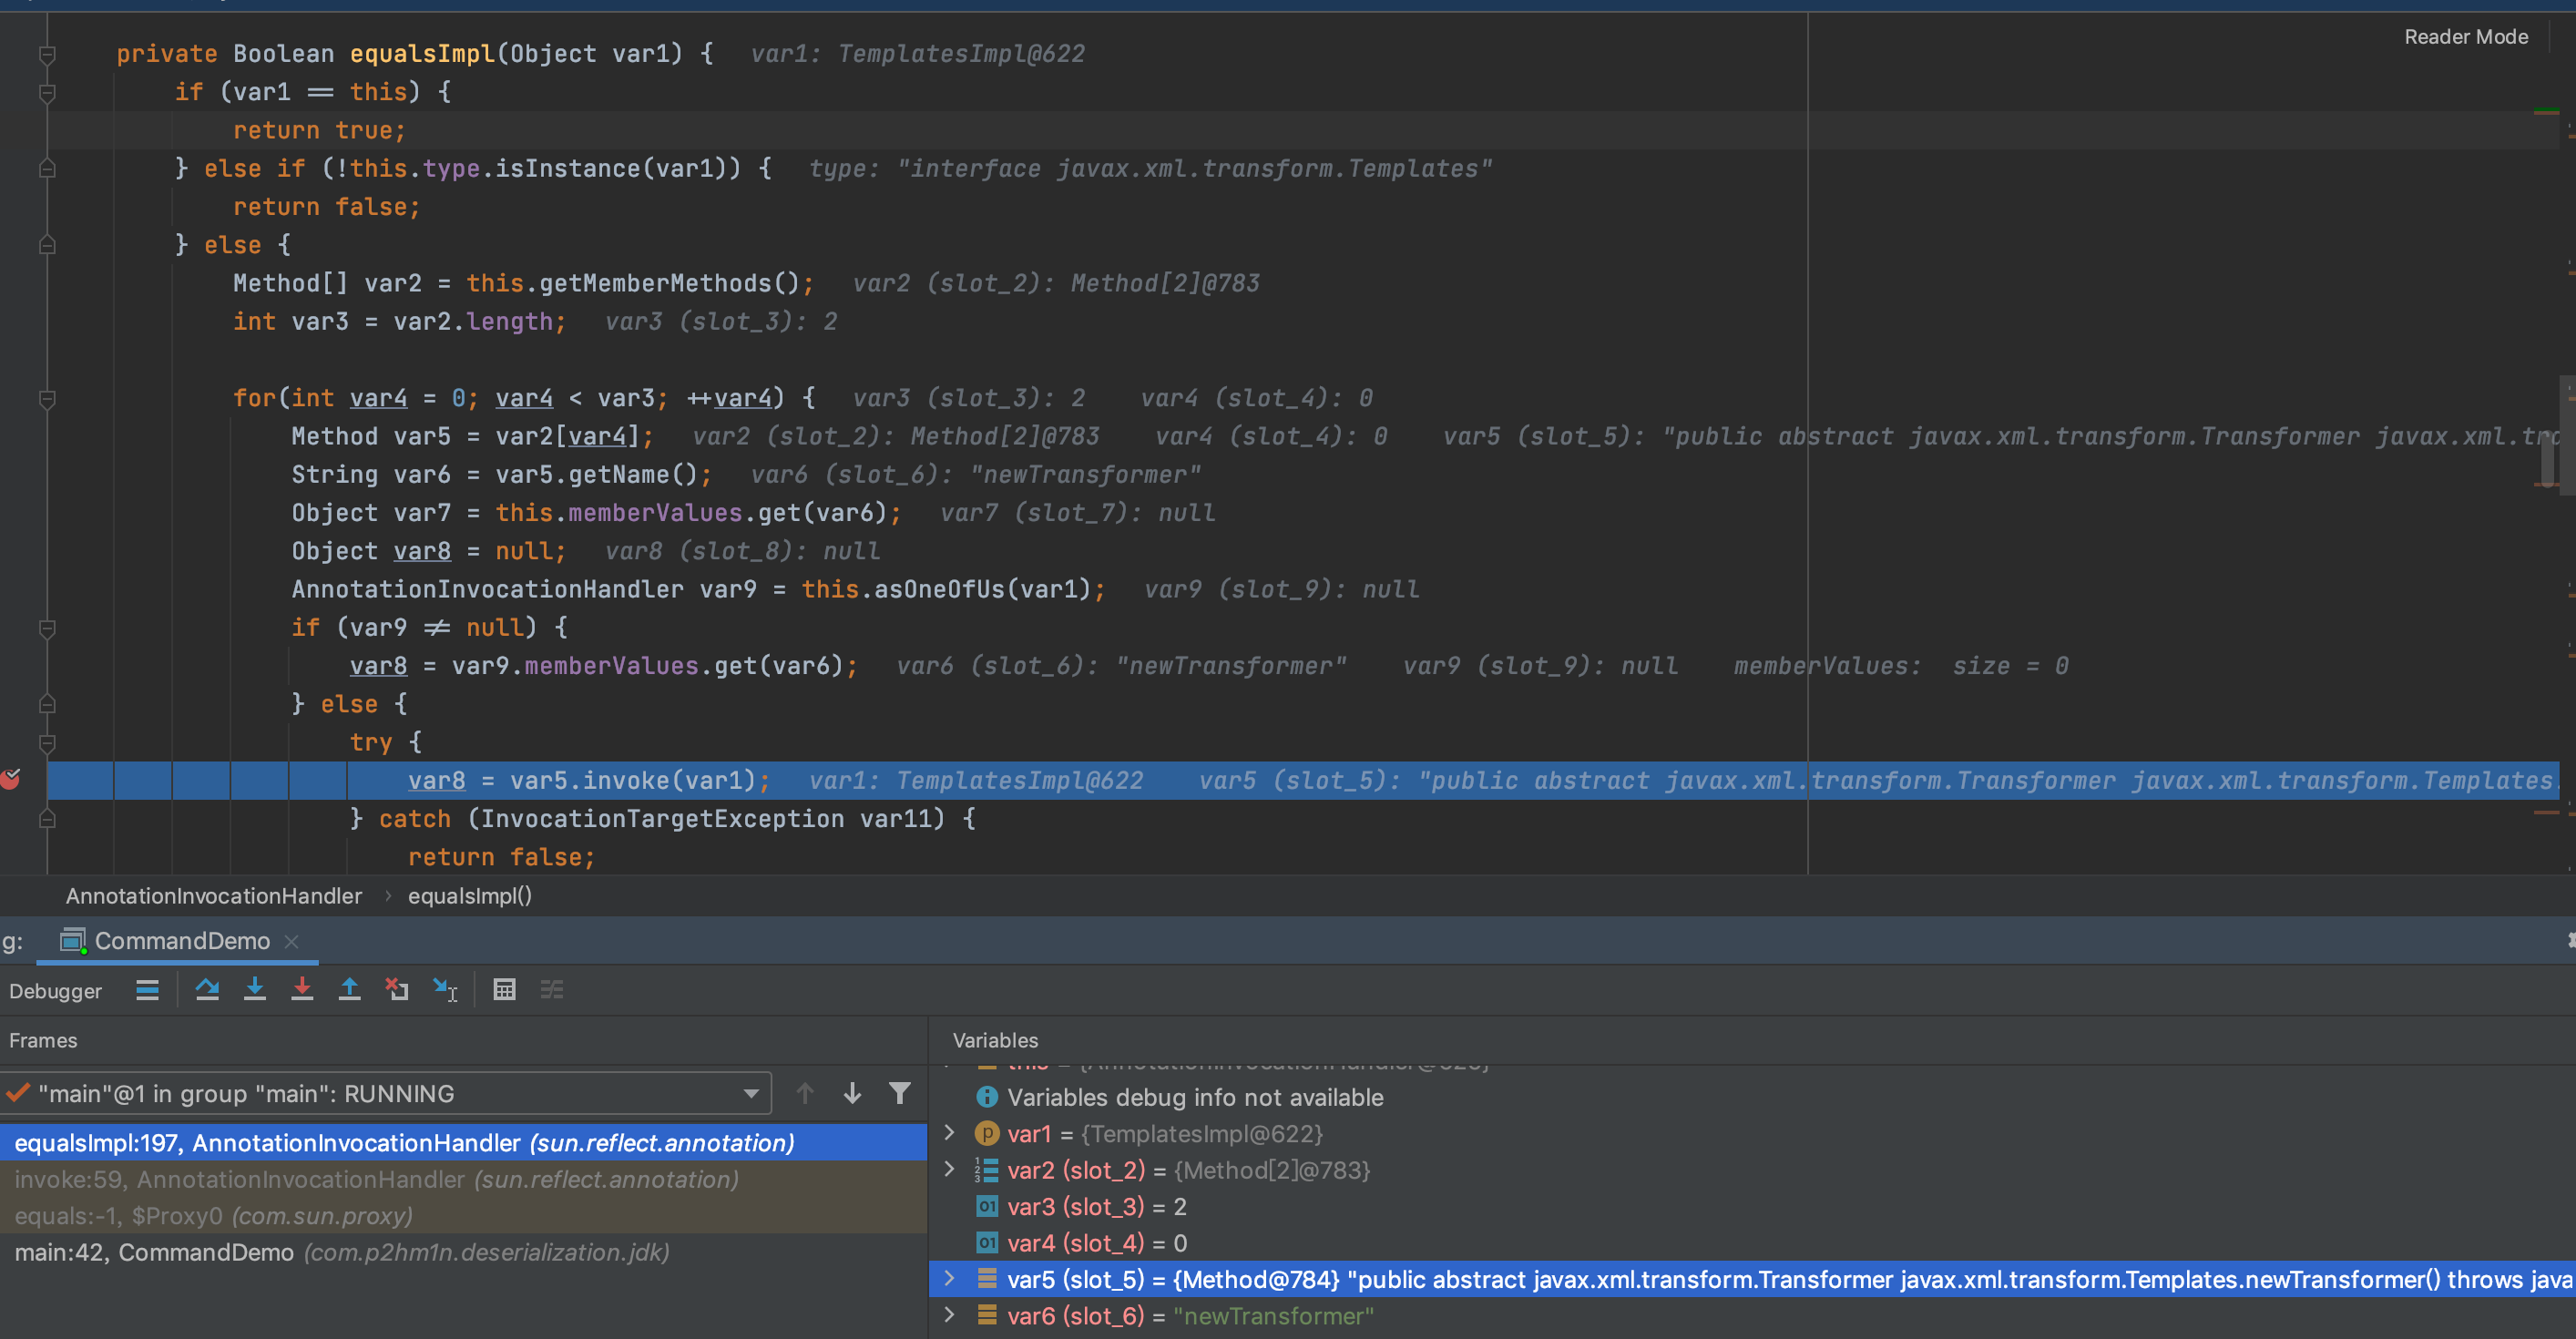 Reader Mode
private Boolean equalsImpl(Object var1) {   var1: TemplatesImpl@622
if (var1 == this) {
return true;
} else if (!this.type.isInstance(var1)) {   type: "interface javax.xml.transform.Templates"
return false;
} else {
Method[] var2 = this.getMemberMethods();   var2 (slot_2): Method[2]@783
int var3 = var2.length;   var3 (slot_3): 2
for(int var4 = 0; var4 < var3; ++var4) {   var3 (slot_3): 2    var4 (slot_4): 0
Method var5 = var2[var4];   var2 (slot_2): Method[2]@783    var4 (slot_4): 0    var5 (slot_5): "public abstract javax.xml.transform.Transformer javax.xml.tra
String var6 = var5.getName();   var6 (slot_6): "newTransformer"
Object var7 = this.memberValues.get(var6);   var7 (slot_7): null
Object var8 = null;   var8 (slot_8): null
AnnotationInvocationHandler var9 = this.asOneOfUs(var1);   var9 (slot_9): null
if (var9 != null) {
var8 = var9.memberValues.get(var6);   var6 (slot_6): "newTransformer"    var9 (slot_9): null    memberValues:  size = 0
} else {
try {
var8 = var5.invoke(var1);   var1: TemplatesImpl@622    var5 (slot_5): "public abstract javax.xml.transform.Transformer javax.xml.transform.Templates.
} catch (InvocationTargetException var11) {
return false;
AnnotationInvocationHandler › equalsImpl()
g: CommandDemo
Debugger
Frames
"main"@1 in group "main": RUNNING
equalsImpl:197, AnnotationInvocationHandler (sun.reflect.annotation)
invoke:59, AnnotationInvocationHandler (sun.reflect.annotation)
equals:-1, $Proxy0 (com.sun.proxy)
main:42, CommandDemo (com.p2hm1n.deserialization.jdk)
Variables
Variables debug info not available
var1 = {TemplatesImpl@622}
var2 (slot_2) = {Method[2]@783}
var3 (slot_3) = 2
var4 (slot_4) = 0
var5 (slot_5) = {Method@784} "public abstract javax.xml.transform.Transformer javax.xml.transform.Templates.newTransformer() throws java
var6 (slot_6) = "newTransformer"